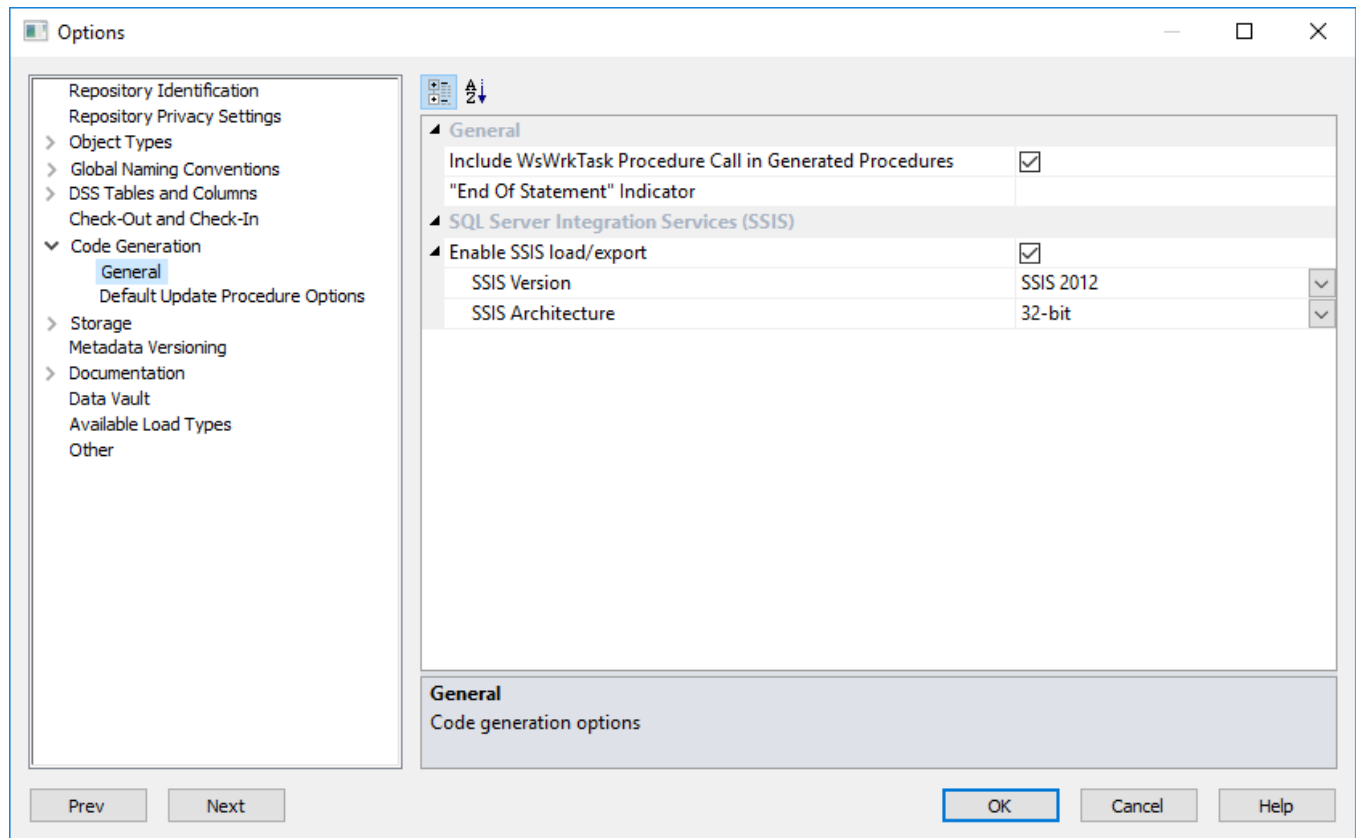 Options
Repository Identification
Repository Privacy Settings
Object Types
Global Naming Conventions
DSS Tables and Columns
Check-Out and Check-In
Code Generation
General
Default Update Procedure Options
Storage
Metadata Versioning
Documentation
Data Vault
Available Load Types
Other
General
Include WsWrkTask Procedure Call in Generated Procedures
"End Of Statement" Indicator
SQL Server Integration Services (SSIS)
Enable SSIS load/export
SSIS Version SSIS 2012
SSIS Architecture 32-bit
General
Code generation options
Prev Next OK Cancel Help